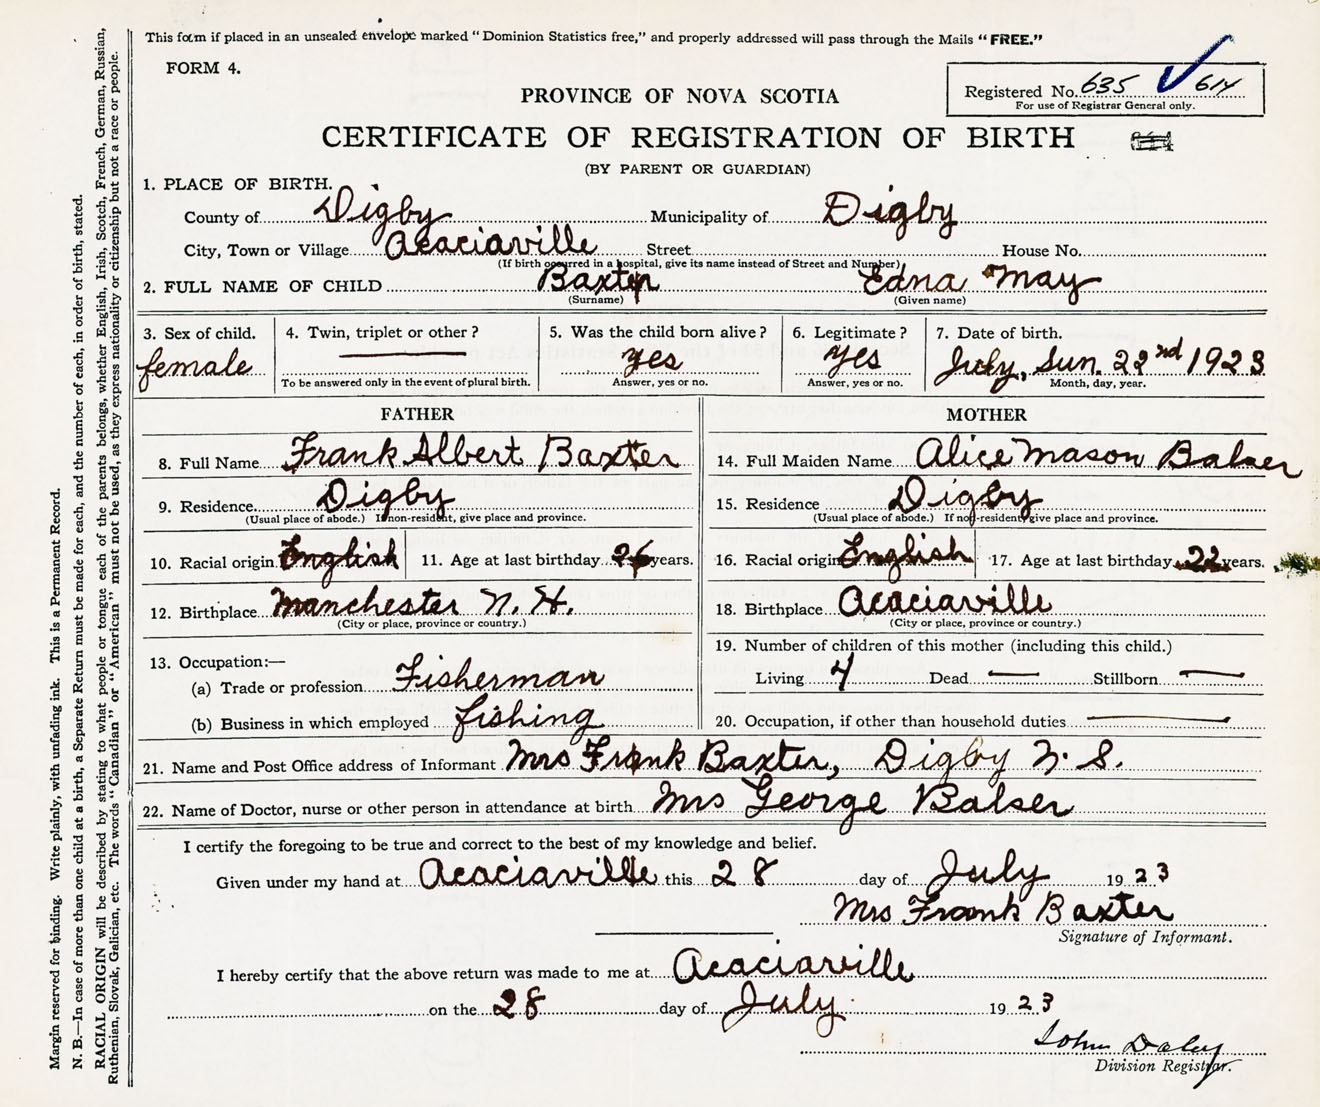 This form if placed in an unsealed envelope marked "Dominion Statistics free," and properly addressed will pass through the Mails "FREE."
FORM 4.
Registered No. 635 614
For use of Registrar General only.
PROVINCE OF NOVA SCOTIA
CERTIFICATE OF REGISTRATION OF BIRTH
(BY PARENT OR GUARDIAN)
1. PLACE OF BIRTH.
County of Digby Municipality of Digby
City, Town or Village Acaciaville Street House No.
(If birth occurred in a hospital, give its name instead of Street and Number)
2. FULL NAME OF CHILD Baxter Edna May
(Surname) (Given name)
3. Sex of child. 4. Twin, triplet or other? 5. Was the child born alive? 6. Legitimate? 7. Date of birth.
female yes yes July, Sun. 22nd 1923
To be answered only in the event of plural birth. Answer, yes or no. Answer, yes or no. Month, day, year.
FATHER MOTHER
8. Full Name Frank Albert Baxter 14. Full Maiden Name Alice Mason Balser
9. Residence Digby 15. Residence Digby
(Usual place of abode.) If non-resident, give place and province. (Usual place of abode.) If non-resident, give place and province.
10. Racial origin English 11. Age at last birthday 26 years. 16. Racial origin English 17. Age at last birthday 22 years.
12. Birthplace Manchester N. H. 18. Birthplace Acaciaville
(City or place, province or country.) (City or place, province or country.)
13. Occupation:— 19. Number of children of this mother (including this child.)
(a) Trade or profession Fisherman Living 4 Dead — Stillborn —
(b) Business in which employed fishing 20. Occupation, if other than household duties —
21. Name and Post Office address of Informant Mrs Frank Baxter, Digby N. S.
22. Name of Doctor, nurse or other person in attendance at birth Mrs George Balser
I certify the foregoing to be true and correct to the best of my knowledge and belief.
Given under my hand at Acaciaville this 28 day of July 1923
Mrs Frank Baxter
Signature of Informant.
I hereby certify that the above return was made to me at Acaciaville
on the 28 day of July 1923
John Daley
Division Registrar.
Margin reserved for binding. Write plainly, with unfading ink. This is a Permanent Record.
N. B.—In case of more than one child at a birth, a Separate Return must be made for each, and the number of each, in order of birth, stated.
RACIAL ORIGIN will be described by stating to what people or tongue each of the parents belongs, whether English, Irish, Scotch, French, German, Russian,
Ruthenian, Slovak, Galician, etc. The words "Canadian" or "American" must not be used, as they express nationality or citizenship but not a race or people.